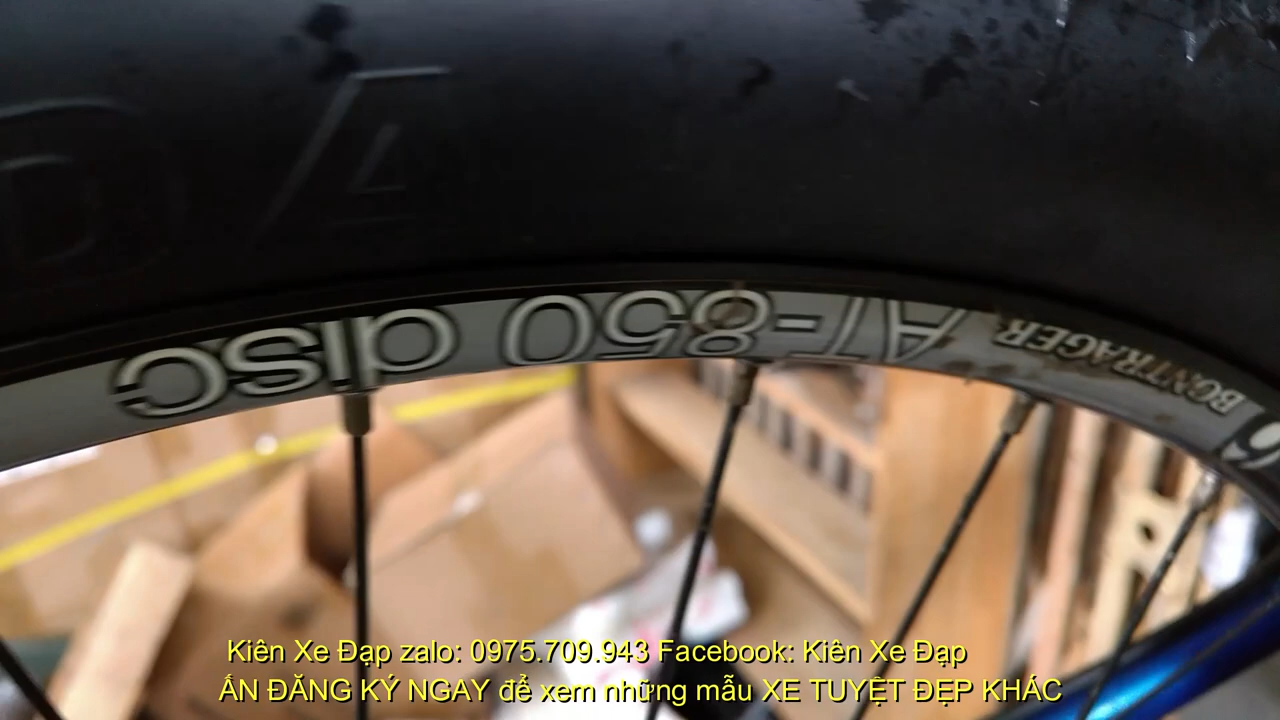 BONTRAGER AT-850 disc
Kiên Xe Đạp zalo: 0975.709.943 Facebook: Kiên Xe Đạp
ẤN ĐĂNG KÝ NGAY để xem những mẫu XE TUYỆT ĐẸP KHÁC